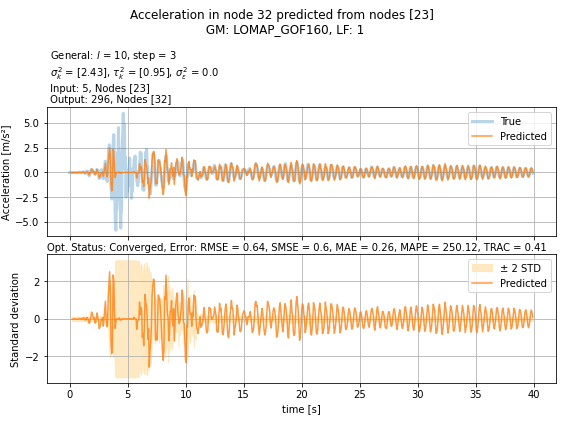 Acceleration in node 32 predicted from nodes [23]
GM: LOMAP_GOF160, LF: 1
General: l = 10, step = 3
σ²ₖ = [2.43], τ²ₖ = [0.95], σ²ε = 0.0
Input: 5, Nodes [23]
Output: 296, Nodes [32]
Acceleration [m/s²]
5.0
2.5
0.0
−2.5
−5.0
True
Predicted
Opt. Status: Converged, Error: RMSE = 0.64, SMSE = 0.6, MAE = 0.26, MAPE = 250.12, TRAC = 0.41
Standard deviation
2
0
−2
± 2 STD
Predicted
0 5 10 15 20 25 30 35 40
time [s]